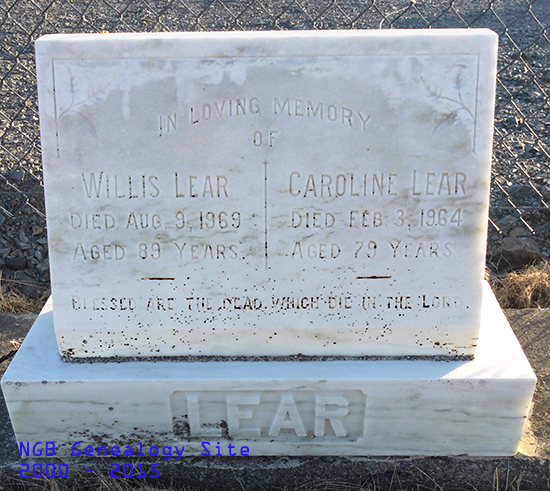 IN LOVING MEMORY
OF
WILLIS LEAR
DIED AUG. 9, 1969
AGED 89 YEARS.
CAROLINE LEAR
DIED FEB. 3, 1964
AGED 79 YEARS
BLESSED ARE THE DEAD, WHICH DIE IN THE LORD.
LEAR
NGB Genealogy Site
2000 - 2015